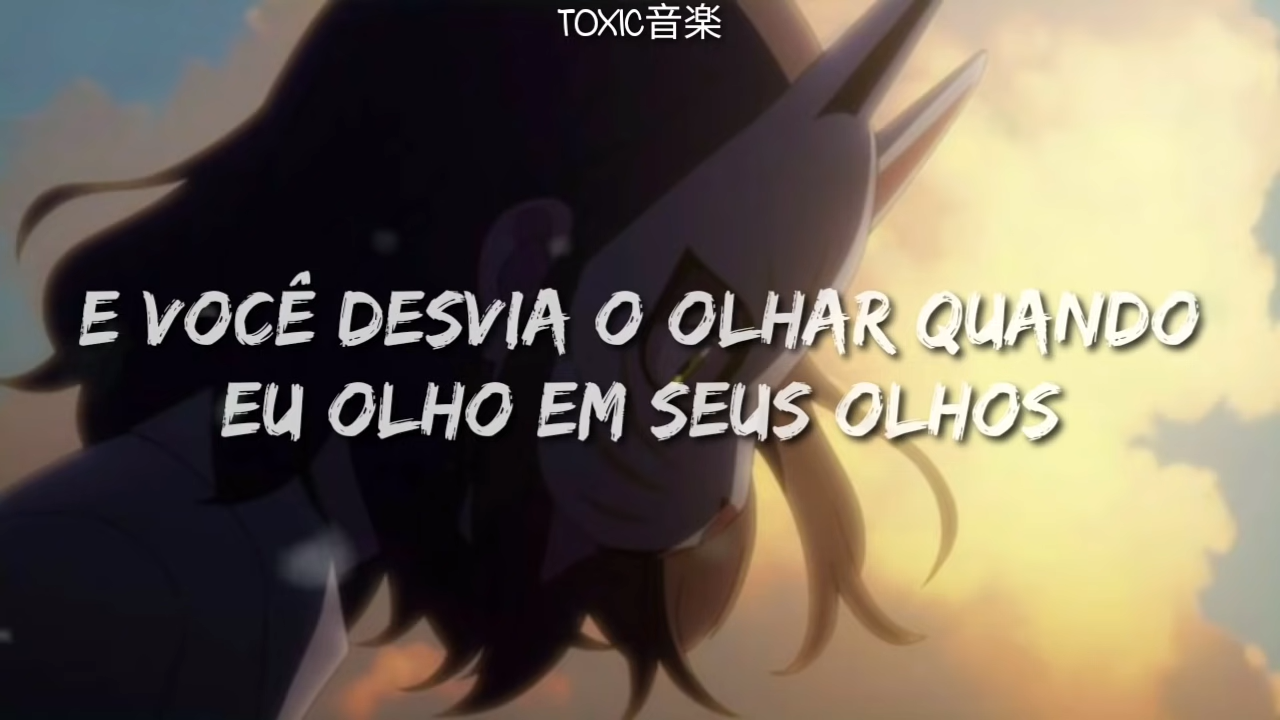 TOXIC音楽
E VOCÊ DESVIA O OLHAR QUANDO
EU OLHO EM SEUS OLHOS